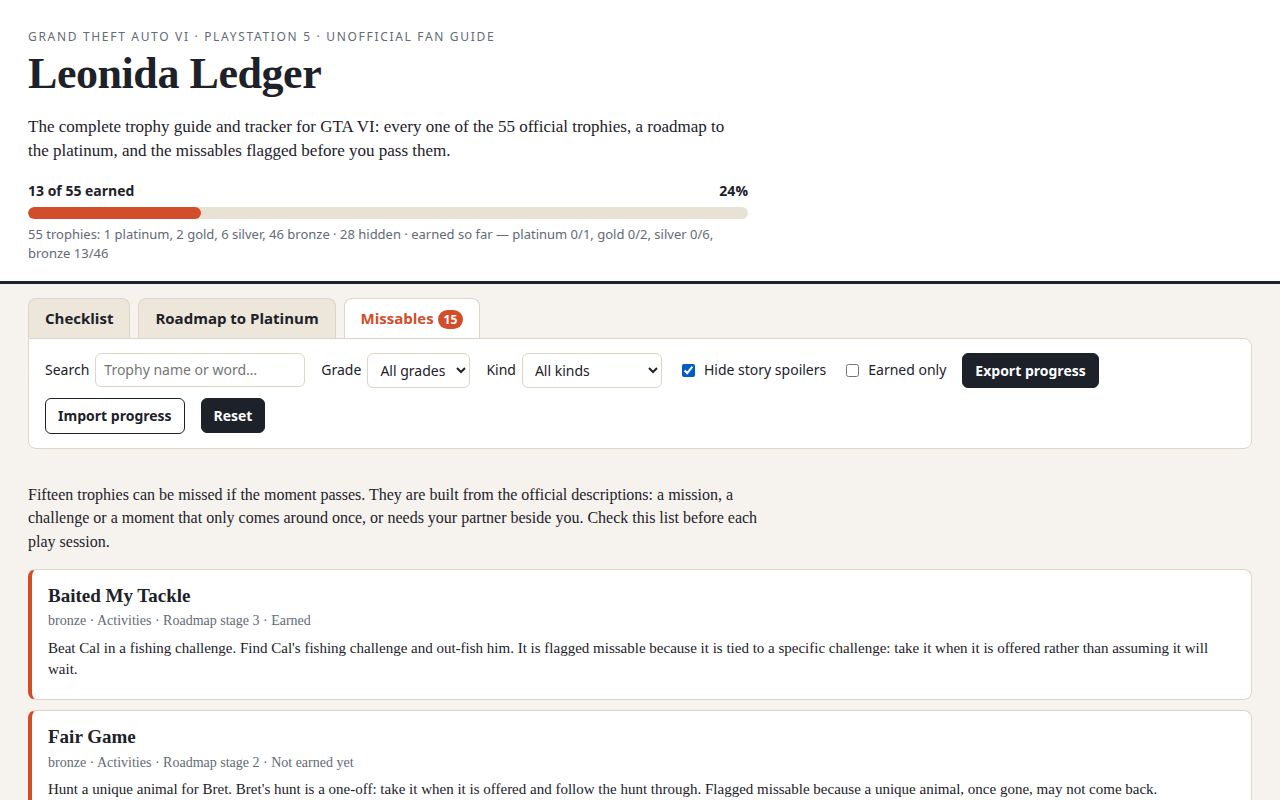 GRAND THEFT AUTO VI · PLAYSTATION 5 · UNOFFICIAL FAN GUIDE
Leonida Ledger
The complete trophy guide and tracker for GTA VI: every one of the 55 official trophies, a roadmap to
the platinum, and the missables flagged before you pass them.
13 of 55 earned 24%
55 trophies: 1 platinum, 2 gold, 6 silver, 46 bronze · 28 hidden · earned so far — platinum 0/1, gold 0/2, silver 0/6,
bronze 13/46
Checklist Roadmap to Platinum Missables 15
Search Trophy name or word... Grade All grades Kind All kinds Hide story spoilers Earned only Export progress
Import progress Reset
Fifteen trophies can be missed if the moment passes. They are built from the official descriptions: a mission, a
challenge or a moment that only comes around once, or needs your partner beside you. Check this list before each
play session.
Baited My Tackle
bronze · Activities · Roadmap stage 3 · Earned
Beat Cal in a fishing challenge. Find Cal's fishing challenge and out-fish him. It is flagged missable because it is tied to a specific challenge: take it when it is offered rather than assuming it will
wait.
Fair Game
bronze · Activities · Roadmap stage 2 · Not earned yet
Hunt a unique animal for Bret. Bret's hunt is a one-off: take it when it is offered and follow the hunt through. Flagged missable because a unique animal, once gone, may not come back.